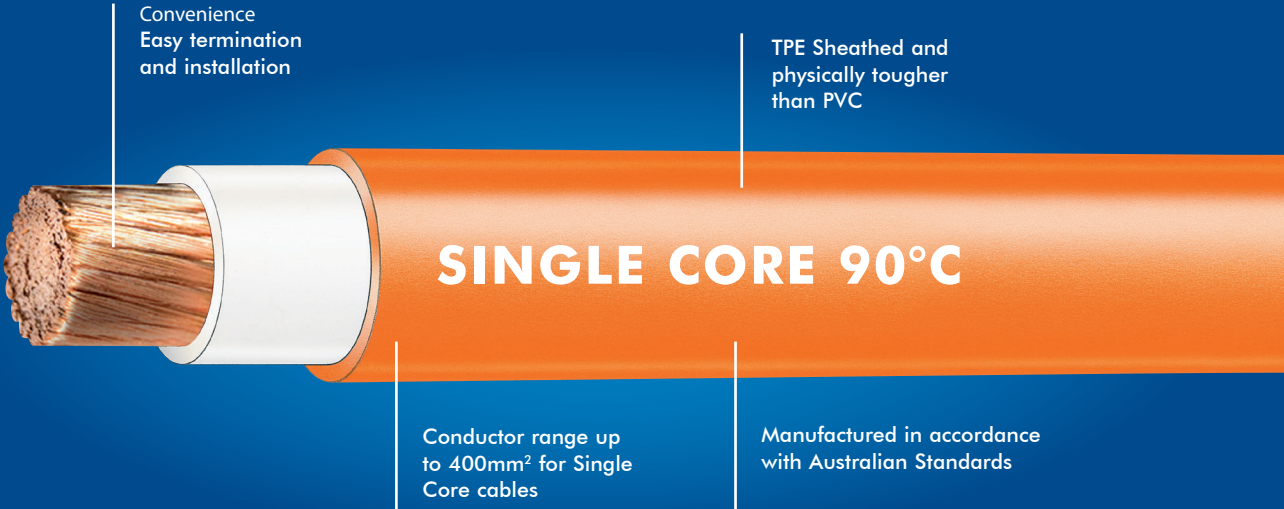 Convenience
Easy termination
and installation
TPE Sheathed and
physically tougher
than PVC
SINGLE CORE 90°C
Conductor range up
to 400mm² for Single
Core cables
Manufactured in accordance
with Australian Standards